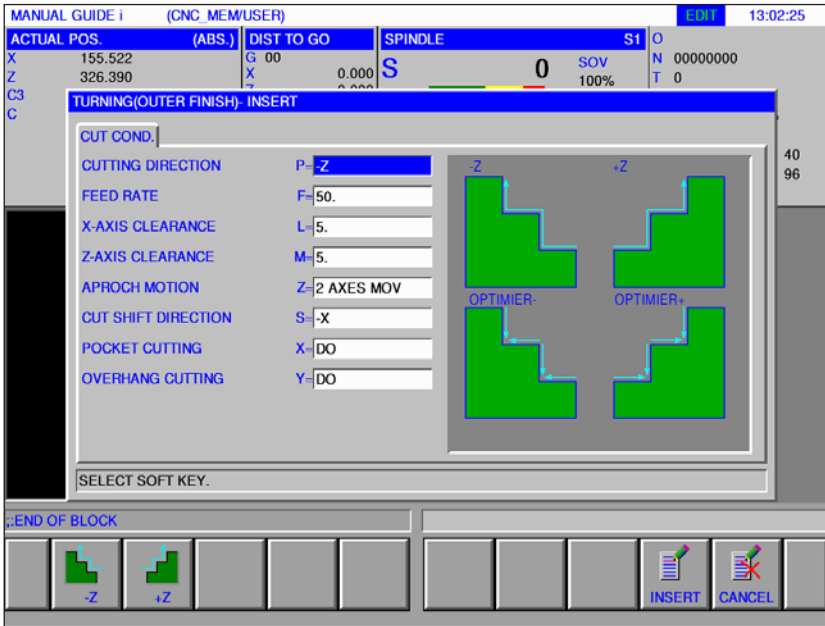 MANUAL GUIDE i (CNC_MEM/USER) EDIT 13:02:25
ACTUAL POS. (ABS.) DIST TO GO SPINDLE S1 O
X 155.522 G 00 S 0 SOV N 00000000
Z 326.390 X 0.000 100% T 0
C3
C
40
96
TURNING(OUTER FINISH)- INSERT
CUT COND.
CUTTING DIRECTION P= -Z
FEED RATE F= 50.
X-AXIS CLEARANCE L= 5.
Z-AXIS CLEARANCE M= 5.
APROCH MOTION Z= 2 AXES MOV
CUT SHIFT DIRECTION S= -X
POCKET CUTTING X= DO
OVERHANG CUTTING Y= DO
-Z +Z
OPTIMIER- OPTIMIER+
SELECT SOFT KEY.
;:END OF BLOCK
-Z +Z INSERT CANCEL